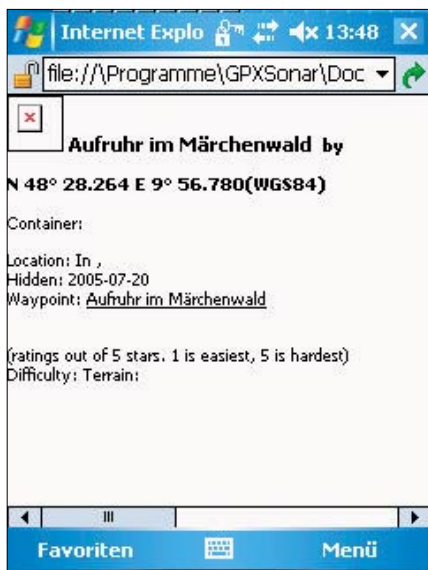 Internet Explo 13:48
file://\Programme\GPXSonar\Doc
Aufruhr im Märchenwald by
N 48° 28.264 E 9° 56.780(WGS84)
Container:
Location: In ,
Hidden: 2005-07-20
Waypoint: Aufruhr im Märchenwald
(ratings out of 5 stars. 1 is easiest, 5 is hardest)
Difficulty: Terrain:
Favoriten Menü